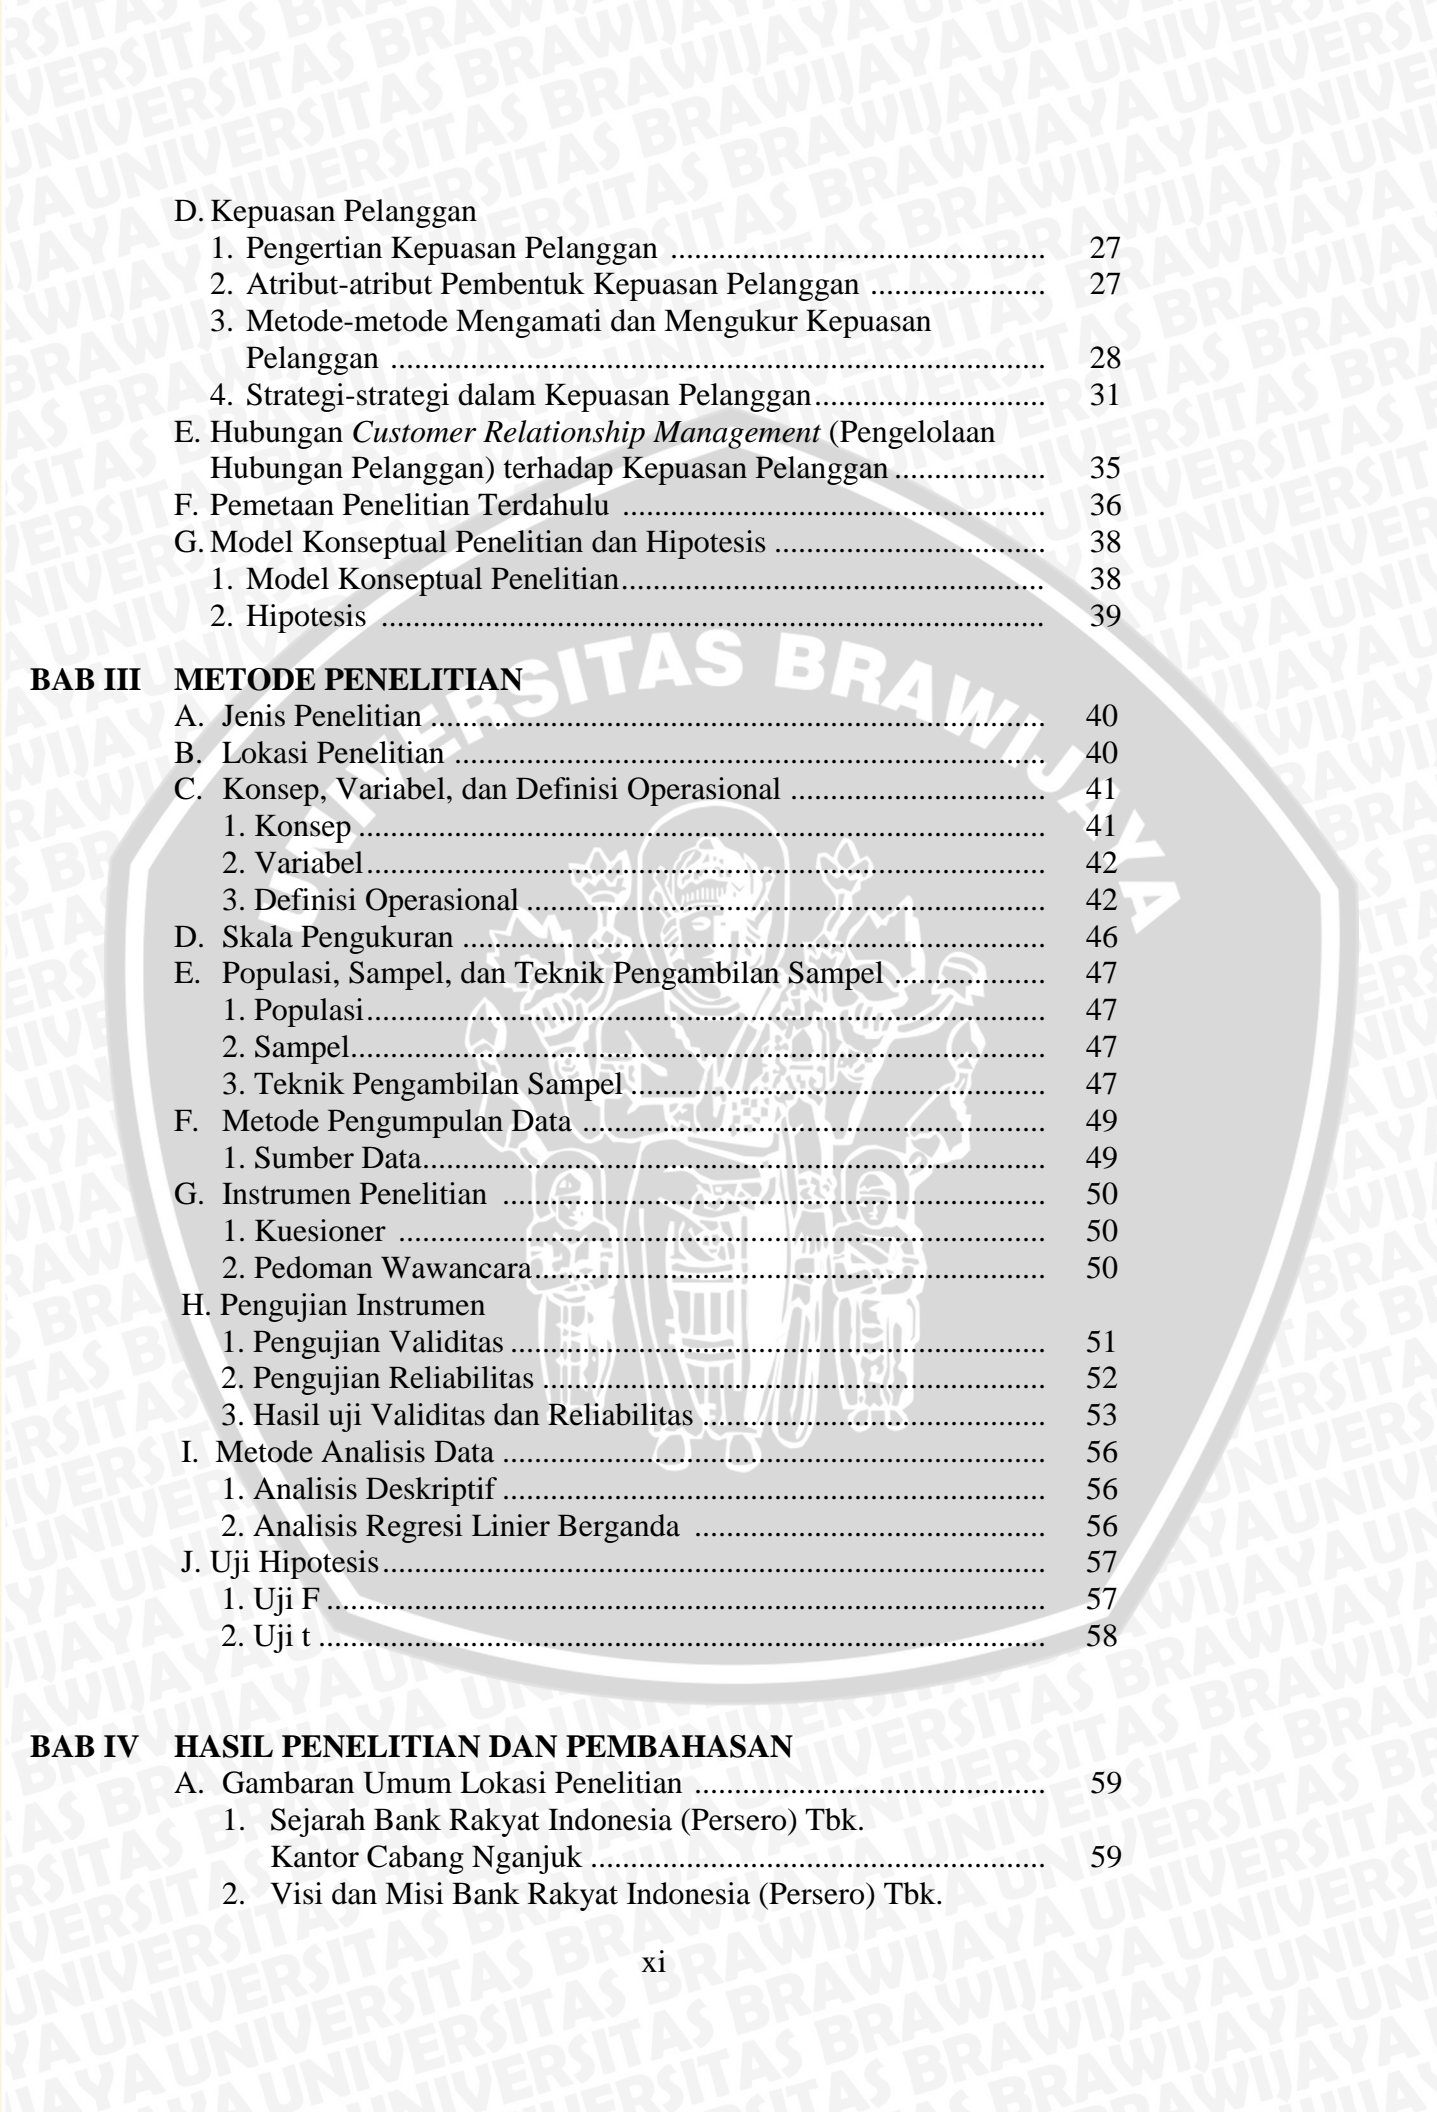 D. Kepuasan Pelanggan
1. Pengertian Kepuasan Pelanggan ............................................... 27
2. Atribut-atribut Pembentuk Kepuasan Pelanggan ...................... 27
3. Metode-metode Mengamati dan Mengukur Kepuasan
Pelanggan ................................................................................... 28
4. Strategi-strategi dalam Kepuasan Pelanggan............................. 31
E. Hubungan Customer Relationship Management (Pengelolaan
Hubungan Pelanggan) terhadap Kepuasan Pelanggan ................... 35
F. Pemetaan Penelitian Terdahulu ..................................................... 36
G. Model Konseptual Penelitian dan Hipotesis .................................. 38
1. Model Konseptual Penelitian...................................................... 38
2. Hipotesis .................................................................................... 39
BAB III METODE PENELITIAN
A. Jenis Penelitian .............................................................................. 40
B. Lokasi Penelitian ........................................................................... 40
C. Konsep, Variabel, dan Definisi Operasional ................................ 41
1. Konsep ....................................................................................... 41
2. Variabel...................................................................................... 42
3. Definisi Operasional .................................................................. 42
D. Skala Pengukuran .......................................................................... 46
E. Populasi, Sampel, dan Teknik Pengambilan Sampel ................... 47
1. Populasi...................................................................................... 47
2. Sampel........................................................................................ 47
3. Teknik Pengambilan Sampel ..................................................... 47
F. Metode Pengumpulan Data ........................................................... 49
1. Sumber Data............................................................................... 49
G. Instrumen Penelitian ..................................................................... 50
1. Kuesioner .................................................................................. 50
2. Pedoman Wawancara................................................................. 50
H. Pengujian Instrumen
1. Pengujian Validitas .................................................................... 51
2. Pengujian Reliabilitas ................................................................ 52
3. Hasil uji Validitas dan Reliabilitas ............................................ 53
I. Metode Analisis Data ..................................................................... 56
1. Analisis Deskriptif ..................................................................... 56
2. Analisis Regresi Linier Berganda ............................................. 56
J. Uji Hipotesis.................................................................................... 57
1. Uji F ........................................................................................... 57
2. Uji t ............................................................................................ 58
BAB IV HASIL PENELITIAN DAN PEMBAHASAN
A. Gambaran Umum Lokasi Penelitian ............................................. 59
1. Sejarah Bank Rakyat Indonesia (Persero) Tbk.
Kantor Cabang Nganjuk .......................................................... 59
2. Visi dan Misi Bank Rakyat Indonesia (Persero) Tbk.
xi
UNIVERSITAS BRAWIJAYA